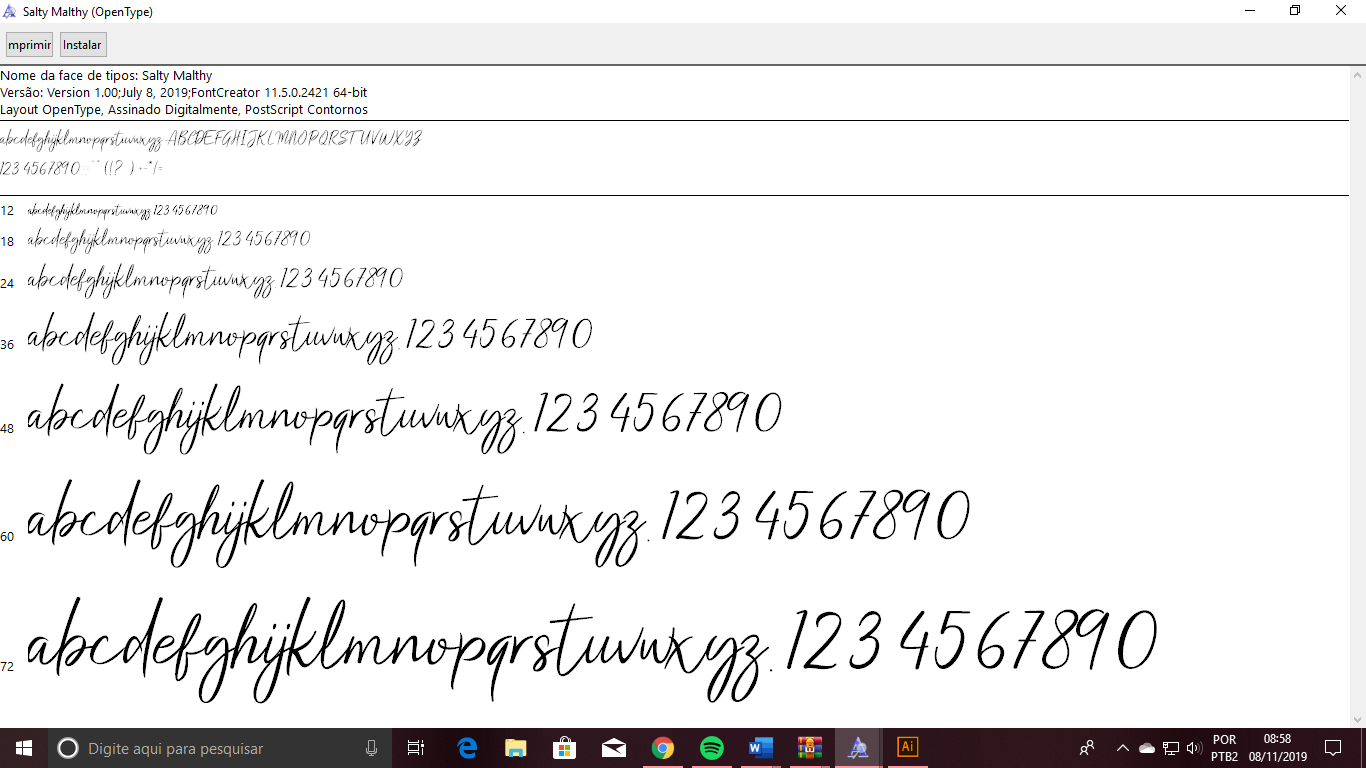 Salty Malthy (OpenType)
mprimir Instalar
Nome da face de tipos: Salty Malthy
Versão: Version 1.00;July 8, 2019;FontCreator 11.5.0.2421 64-bit
Layout OpenType, Assinado Digitalmente, PostScript Contornos
abcdefghijklmnopqrstuvwxyz ABCDEFGHIJKLMNOPQRSTUVWXYZ
1234567890
12 abcdefghijklmnopqrstuvwxyz. 1234567890
18 abcdefghijklmnopqrstuvwxyz. 1234567890
24 abcdefghijklmnopqrstuvwxyz. 1234567890
36 abcdefghijklmnopqrstuvwxyz. 1234567890
48 abcdefghijklmnopqrstuvwxyz. 1234567890
60 abcdefghijklmnopqrstuvwxyz. 1234567890
72 abcdefghijklmnopqrstuvwxyz. 1234567890
Digite aqui para pesquisar
Ai
POR
PTB2
08:58
08/11/2019